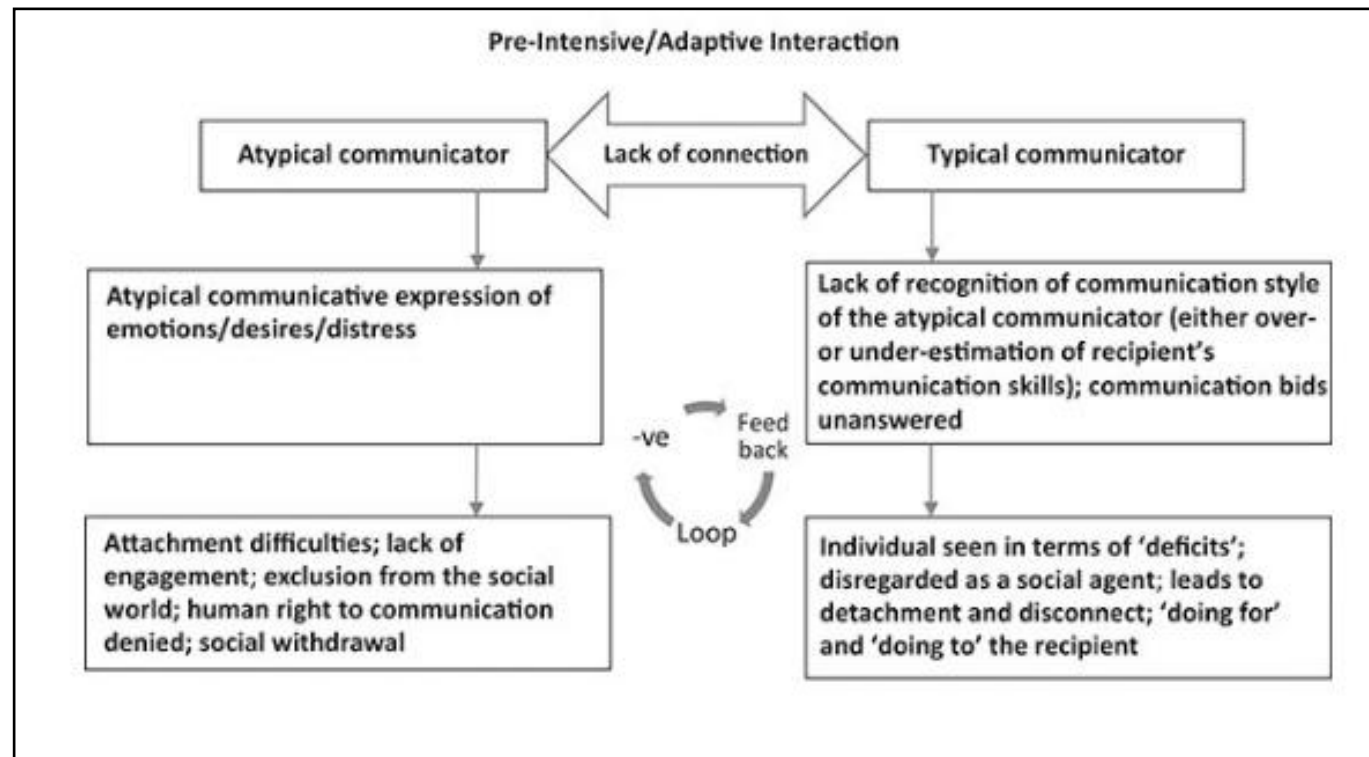 Pre-Intensive/Adaptive Interaction
Atypical communicator
Lack of connection
Typical communicator
Atypical communicative expression of
emotions/desires/distress
Lack of recognition of communication style
of the atypical communicator (either over-
or under-estimation of recipient's
communication skills); communication bids
unanswered
-ve
Feed
back
Loop
Attachment difficulties; lack of
engagement; exclusion from the social
world; human right to communication
denied; social withdrawal
Individual seen in terms of ‘deficits’;
disregarded as a social agent; leads to
detachment and disconnect; ‘doing for’
and ‘doing to’ the recipient